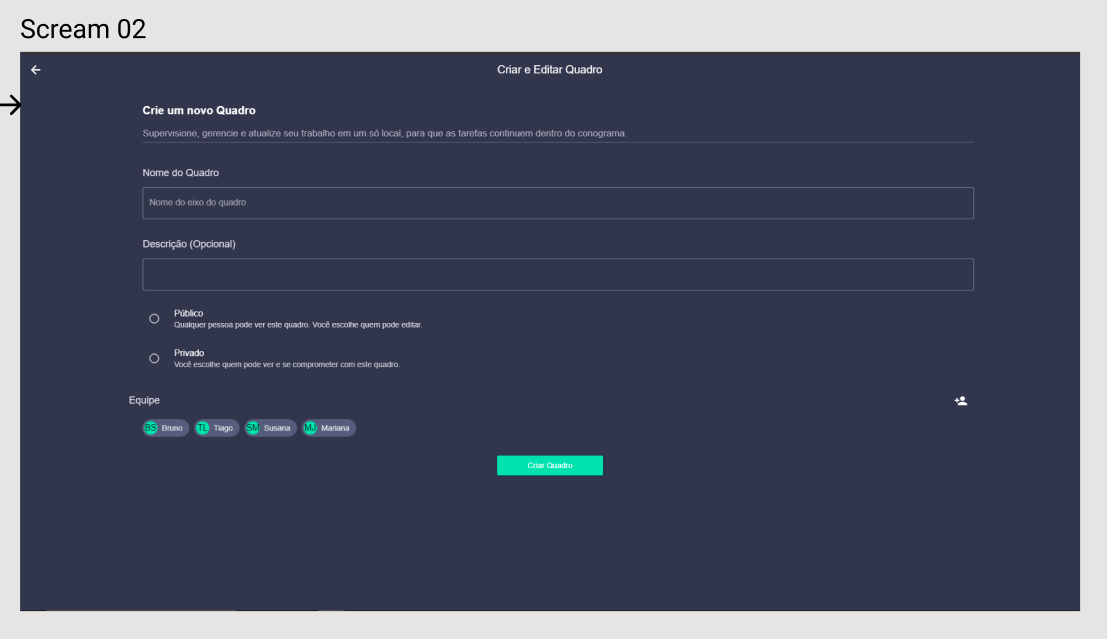 Scream 02
Criar e Editar Quadro
Crie um novo Quadro
Supervisione, gerencie e atualize seu trabalho em um só local, para que as tarefas continuem dentro do conograma.
Nome do Quadro
Nome do eixo do quadro
Descrição (Opcional)
Público
Qualquer pessoa pode ver este quadro. Você escolhe quem pode editar.
Privado
Você escolhe quem pode ver e se comprometer com este quadro.
Equipe
BS Bruno TL Tiago SM Susana MJ Mariana
Criar Quadro